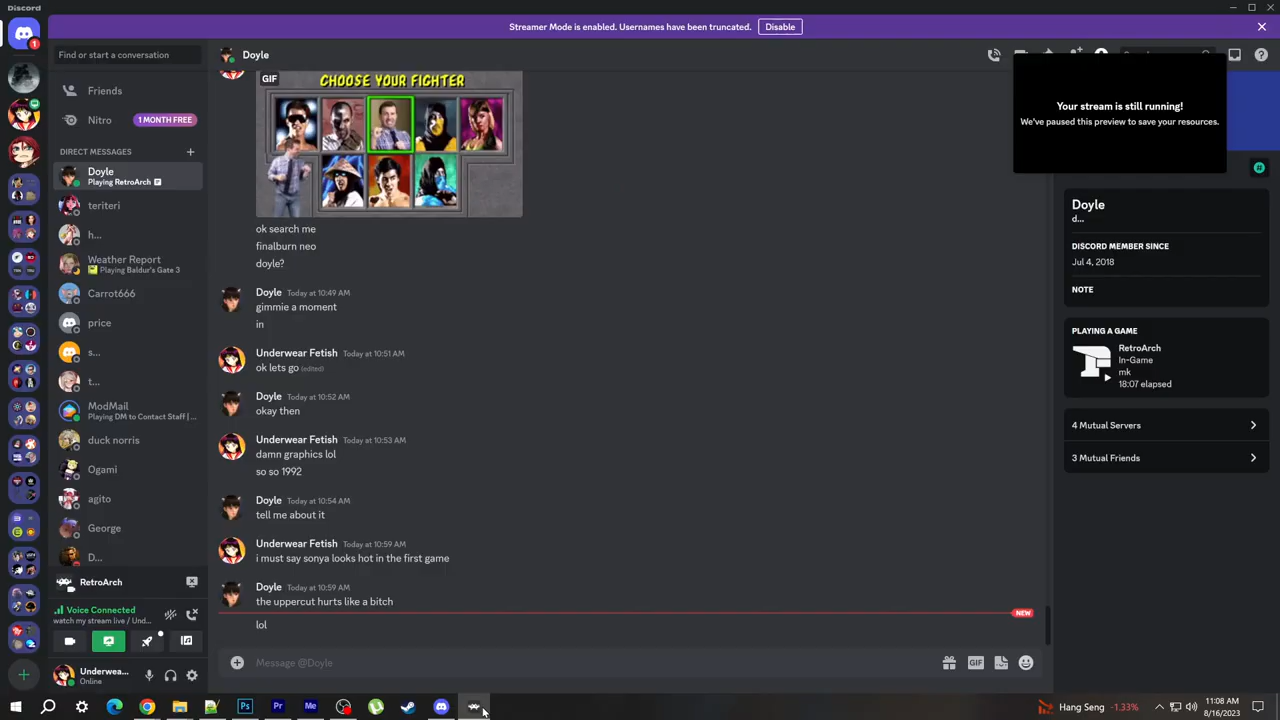 Discord
Streamer Mode is enabled. Usernames have been truncated.
Disable
1
Find or start a conversation
Friends
Nitro
1 MONTH FREE
DIRECT MESSAGES
Doyle
Playing RetroArch
teriteri
h...
Weather Report
Playing Baldur's Gate 3
Carrot666
price
s...
t...
ModMail
Playing DM to Contact Staff | ...
duck norris
Ogami
agito
George
D...
RetroArch
Voice Connected
watch my stream live / Und...
Underwea...
Online
Doyle
GIF
CHOOSE YOUR FIGHTER
ok search me
finalburn neo
doyle?
Doyle Today at 10:49 AM
gimmie a moment
in
Underwear Fetish Today at 10:51 AM
ok lets go (edited)
Doyle Today at 10:52 AM
okay then
Underwear Fetish Today at 10:53 AM
damn graphics lol
so so 1992
Doyle Today at 10:54 AM
tell me about it
Underwear Fetish Today at 10:59 AM
i must say sonya looks hot in the first game
Doyle Today at 10:59 AM
the uppercut hurts like a bitch
NEW
lol
Message @Doyle
GIF
Your stream is still running!
We've paused this preview to save your resources.
Doyle
d...
DISCORD MEMBER SINCE
Jul 4, 2018
NOTE
PLAYING A GAME
RetroArch
In-Game
mk
18:07 elapsed
4 Mutual Servers
3 Mutual Friends
Ps
Pr
Me
Hang Seng -1.33%
11:08 AM
8/16/2023